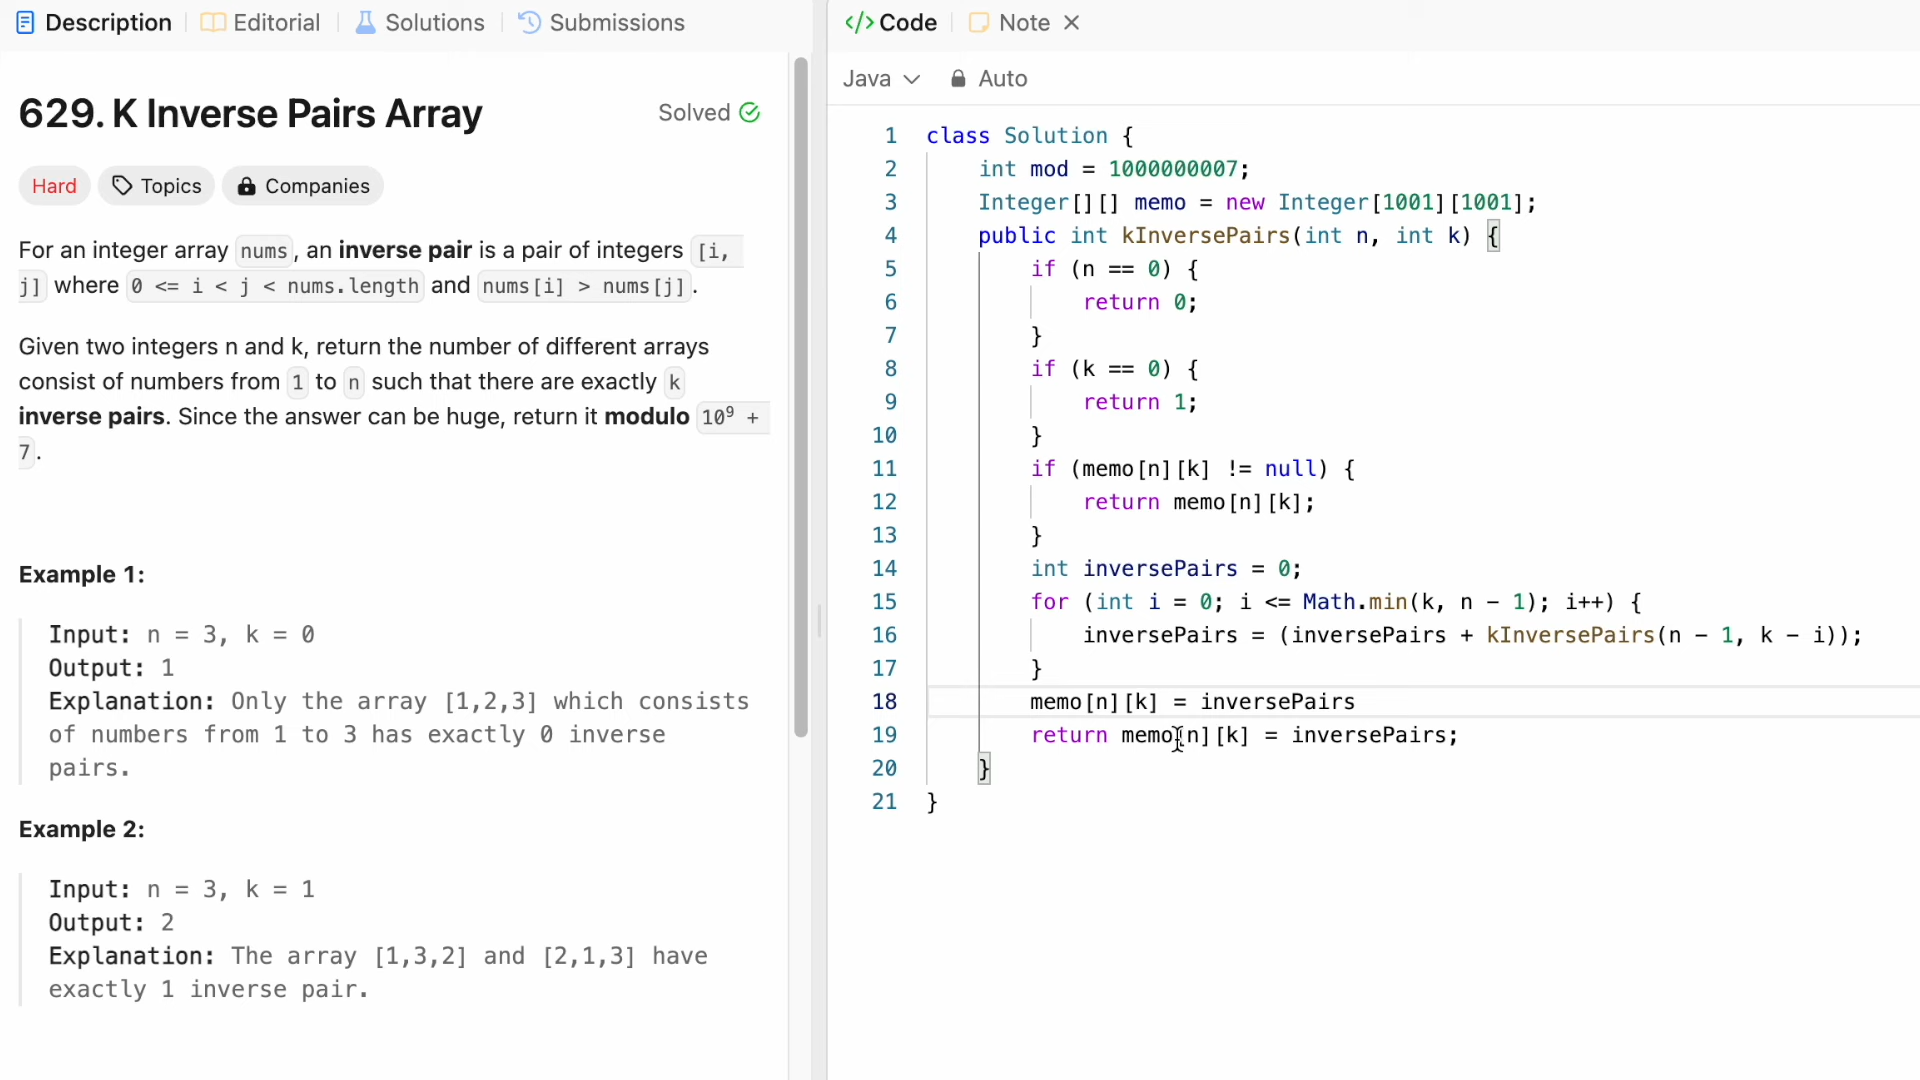 Description Editorial Solutions Submissions
629. K Inverse Pairs Array
Solved
Hard Topics Companies
For an integer array nums, an inverse pair is a pair of integers [i,
j] where 0 <= i < j < nums.length and nums[i] > nums[j].
Given two integers n and k, return the number of different arrays
consist of numbers from 1 to n such that there are exactly k
inverse pairs. Since the answer can be huge, return it modulo 10⁹ +
7.
Example 1:
Input: n = 3, k = 0
Output: 1
Explanation: Only the array [1,2,3] which consists
of numbers from 1 to 3 has exactly 0 inverse
pairs.
Example 2:
Input: n = 3, k = 1
Output: 2
Explanation: The array [1,3,2] and [2,1,3] have
exactly 1 inverse pair.
</> Code Note ×
Java Auto
1 class Solution {
2 int mod = 1000000007;
3 Integer[][] memo = new Integer[1001][1001];
4 public int kInversePairs(int n, int k) {
5 if (n == 0) {
6 return 0;
7 }
8 if (k == 0) {
9 return 1;
10 }
11 if (memo[n][k] != null) {
12 return memo[n][k];
13 }
14 int inversePairs = 0;
15 for (int i = 0; i <= Math.min(k, n - 1); i++) {
16 inversePairs = (inversePairs + kInversePairs(n - 1, k - i));
17 }
18 memo[n][k] = inversePairs
19 return memo[n][k] = inversePairs;
20 }
21 }